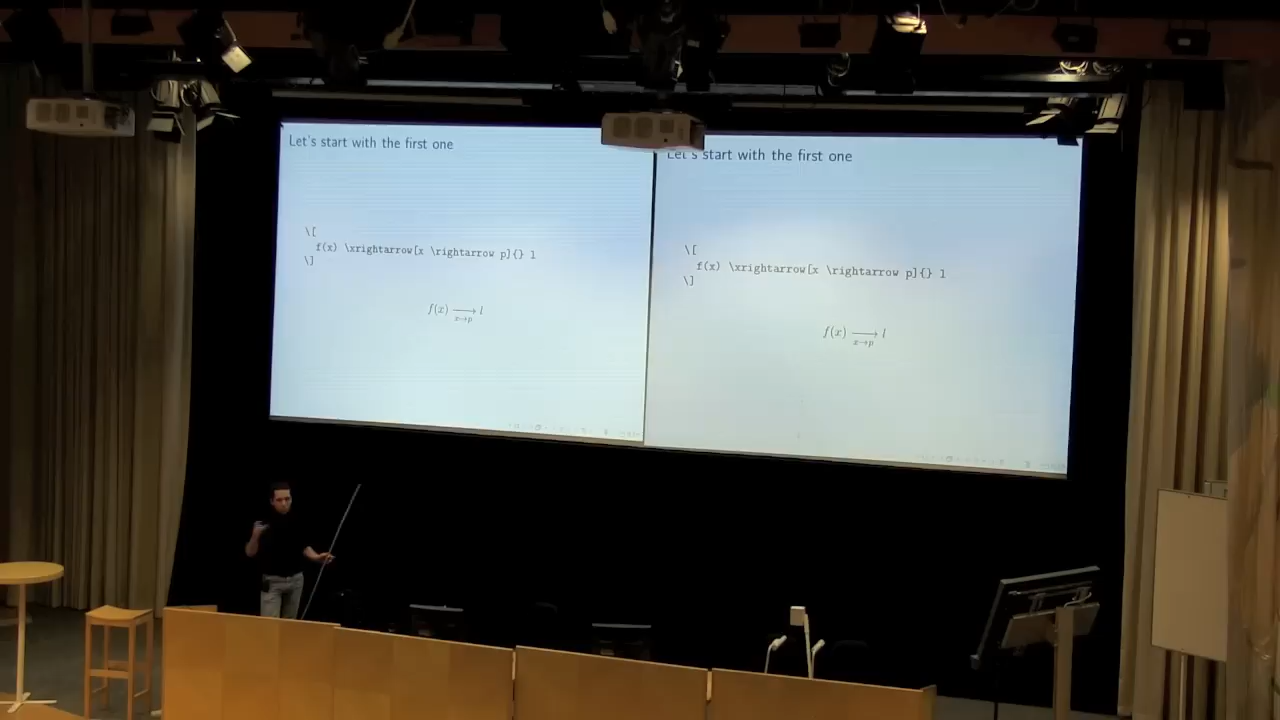 Let's start with the first one
\[
f(x) \xrightarrow[x \rightarrow p]{} l
\]
f(x) ⟶ l
x→p
Let's start with the first one
\[
f(x) \xrightarrow[x \rightarrow p]{} l
\]
f(x) ⟶ l
x→p